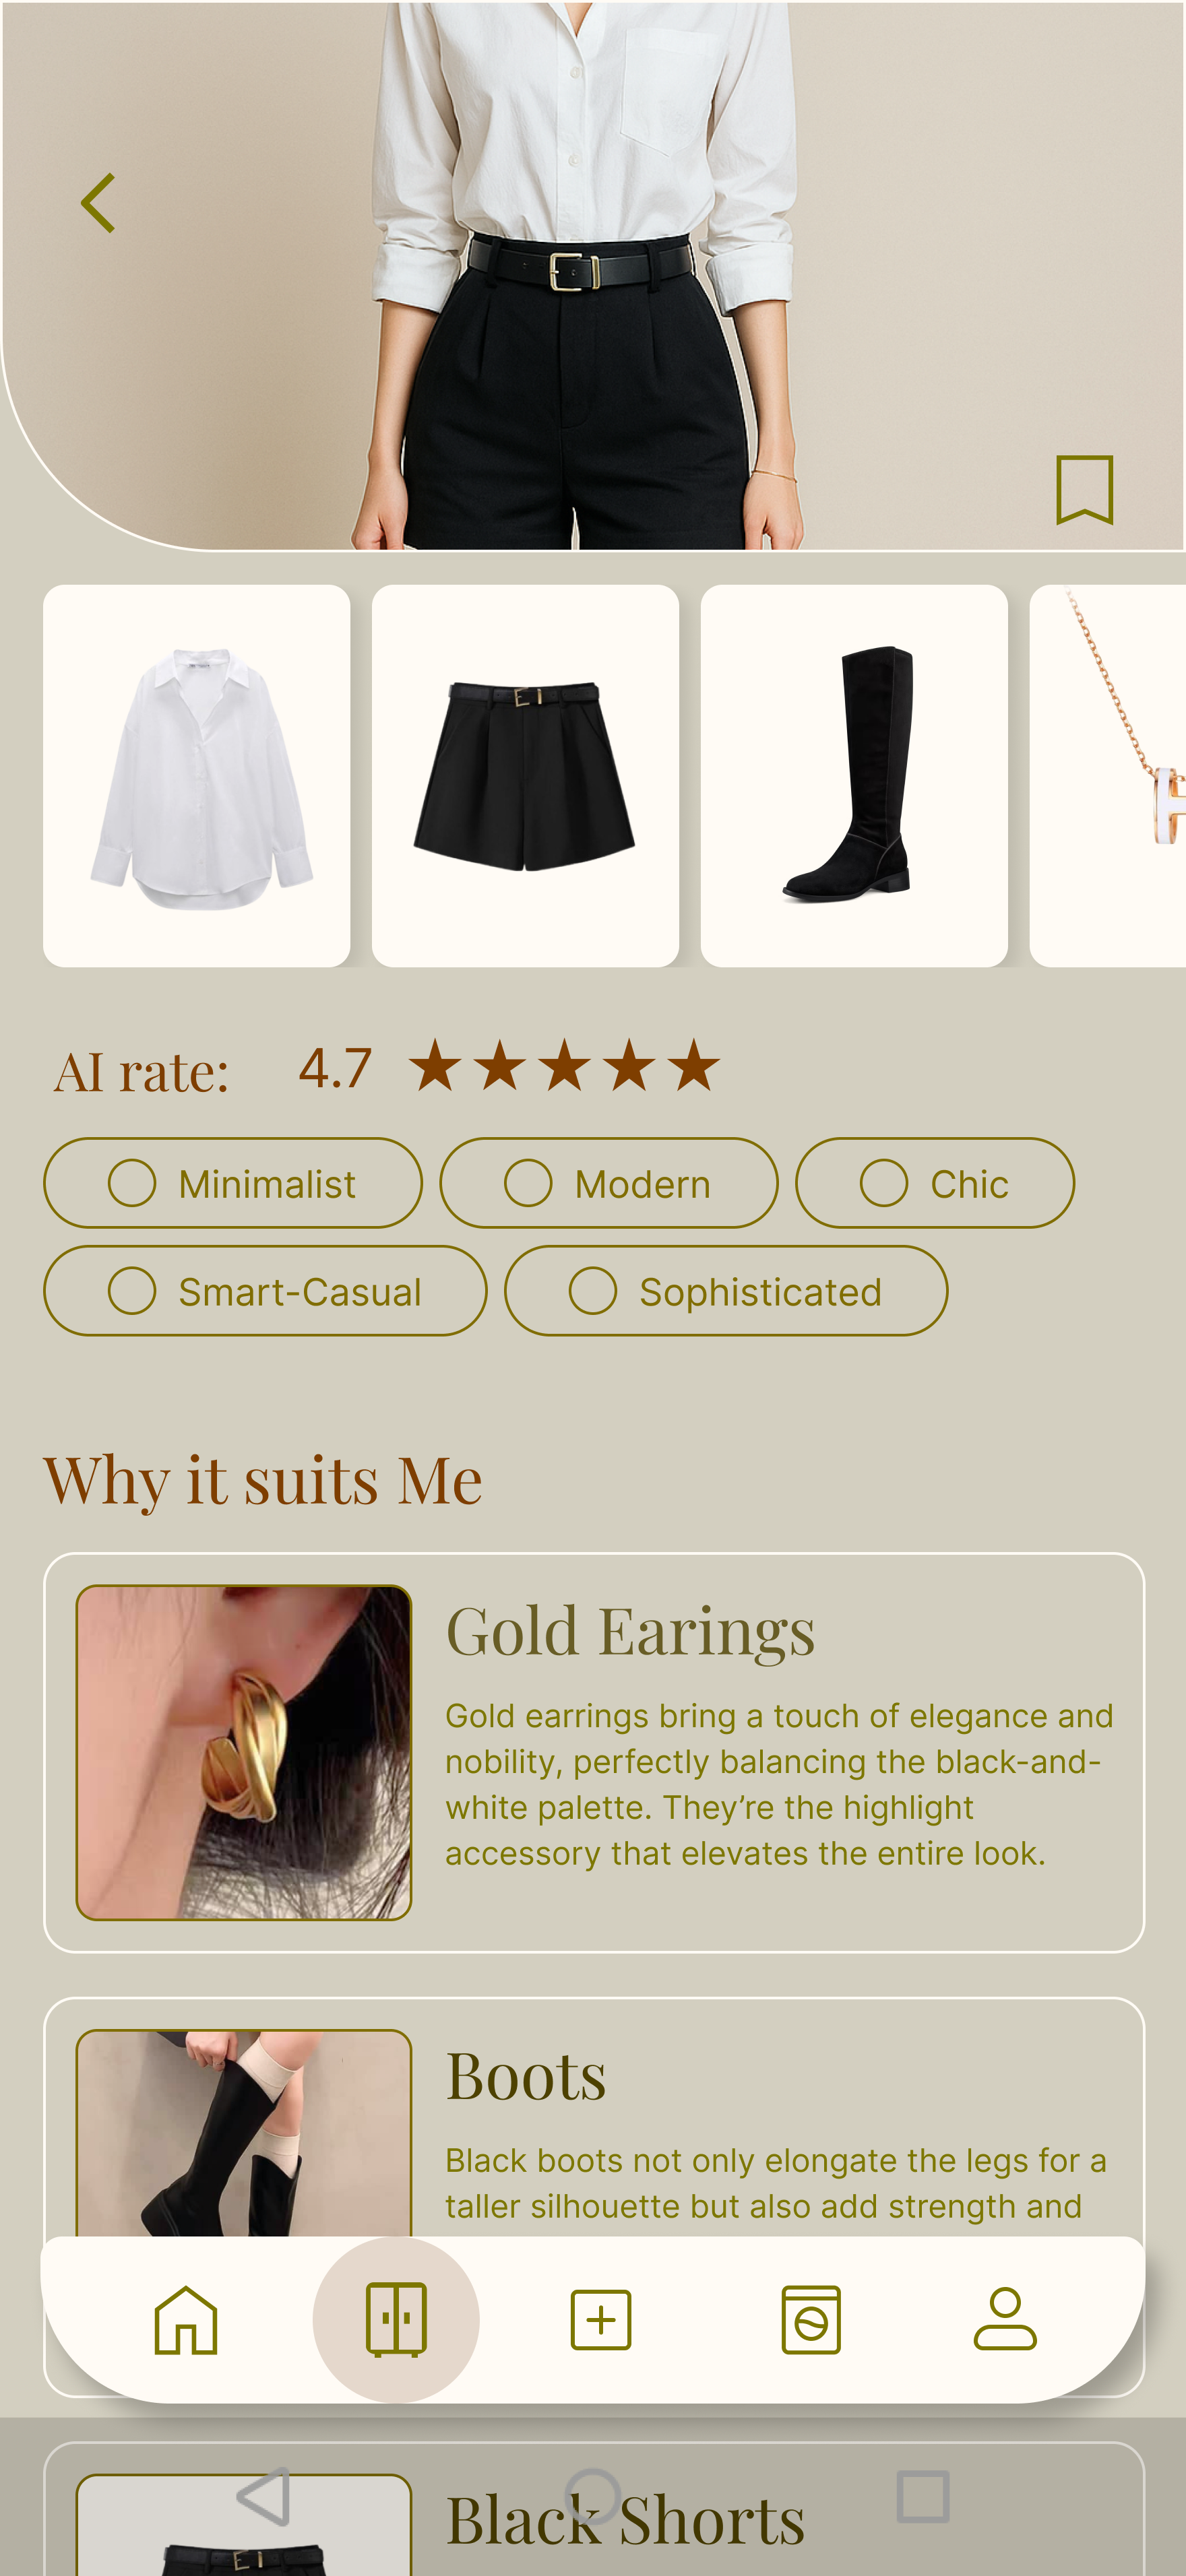 AI rate: 4.7
Minimalist Modern Chic
Smart-Casual Sophisticated
Why it suits Me
Gold Earings
Gold earrings bring a touch of elegance and
nobility, perfectly balancing the black-and-
white palette. They’re the highlight
accessory that elevates the entire look.
Boots
Black boots not only elongate the legs for a
taller silhouette but also add strength and
Black Shorts